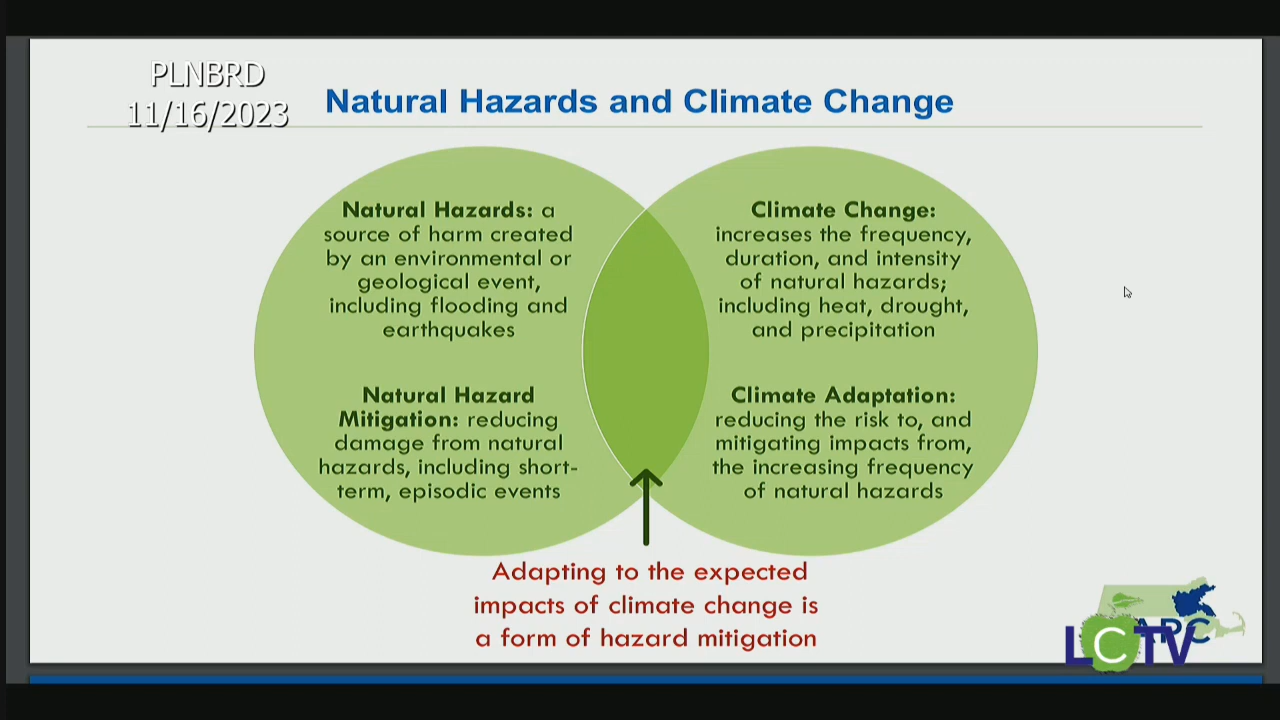 PLNBRD
11/16/2023
Natural Hazards and Climate Change
Natural Hazards: a
source of harm created
by an environmental or
geological event,
including flooding and
earthquakes
Natural Hazard
Mitigation: reducing
damage from natural
hazards, including short-
term, episodic events
Climate Change:
increases the frequency,
duration, and intensity
of natural hazards;
including heat, drought,
and precipitation
Climate Adaptation:
reducing the risk to, and
mitigating impacts from,
the increasing frequency
of natural hazards
Adapting to the expected
impacts of climate change is
a form of hazard mitigation
LCTV